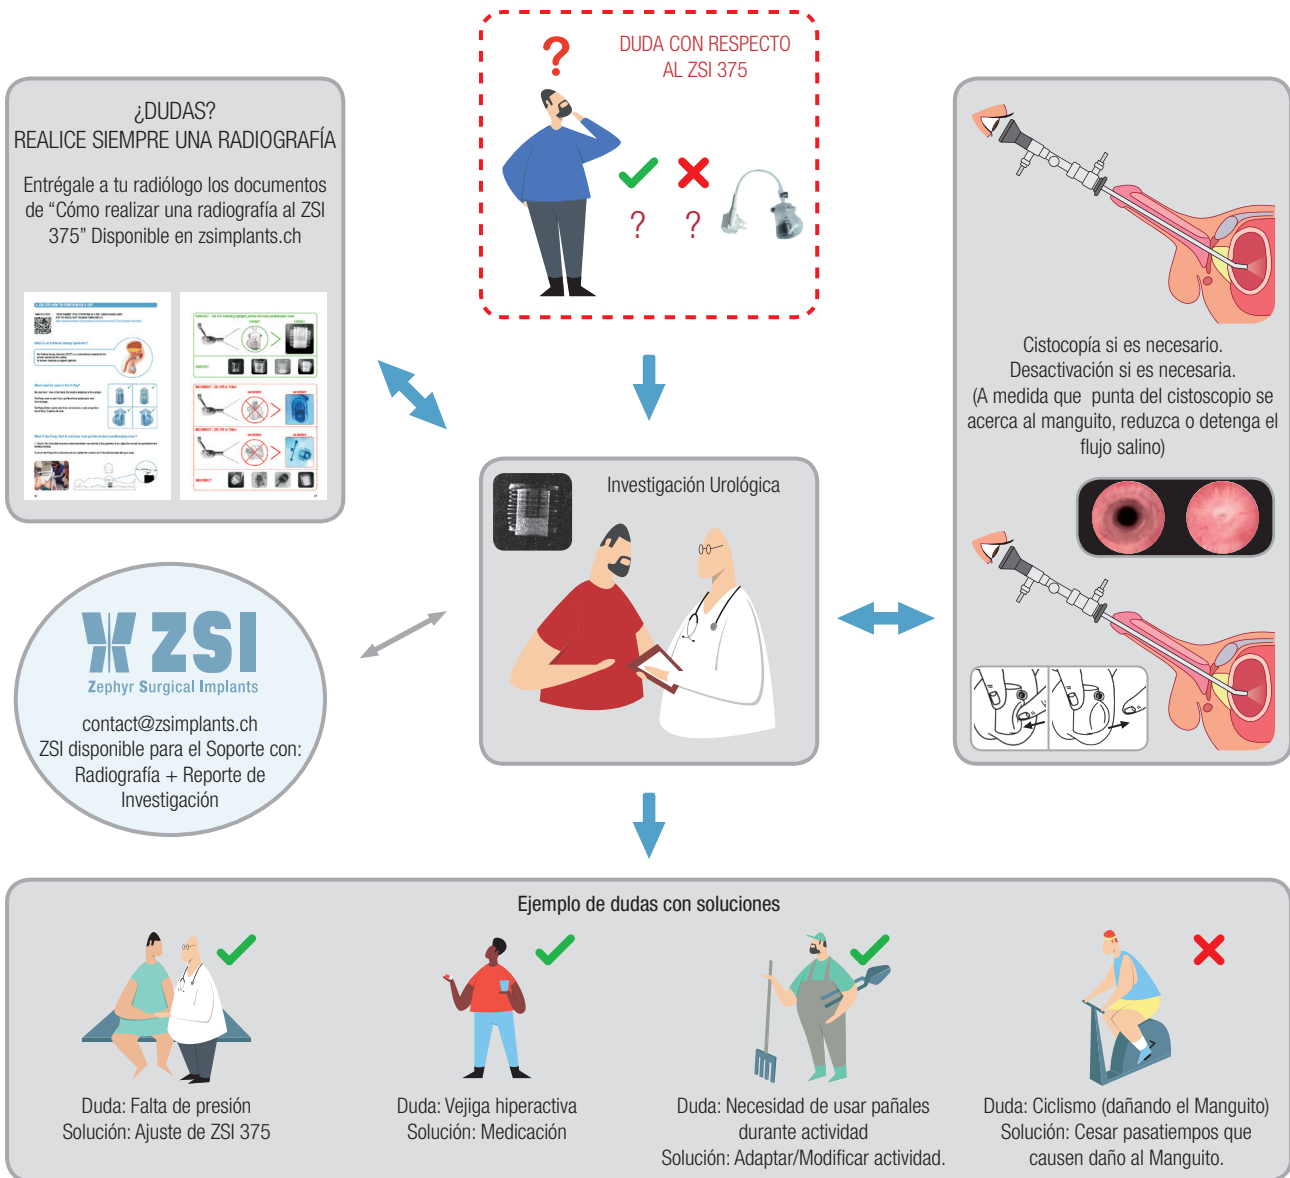 DUDA CON RESPECTO
AL ZSI 375
¿DUDAS?
REALICE SIEMPRE UNA RADIOGRAFÍA
Entrégale a tu radiólogo los documentos
de “Cómo realizar una radiografía al ZSI
375” Disponible en zsimplants.ch
Cistocopía si es necesario.
Desactivación si es necesaria.
(A medida que punta del cistoscopio se
acerca al manguito, reduzca o detenga el
flujo salino)
Investigación Urológica
ZSI
Zephyr Surgical Implants
contact@zsimplants.ch
ZSI disponible para el Soporte con:
Radiografía + Reporte de
Investigación
Ejemplo de dudas con soluciones
Duda: Falta de presión
Solución: Ajuste de ZSI 375
Duda: Vejiga hiperactiva
Solución: Medicación
Duda: Necesidad de usar pañales
durante actividad
Solución: Adaptar/Modificar actividad.
Duda: Ciclismo (dañando el Manguito)
Solución: Cesar pasatiempos que
causen daño al Manguito.